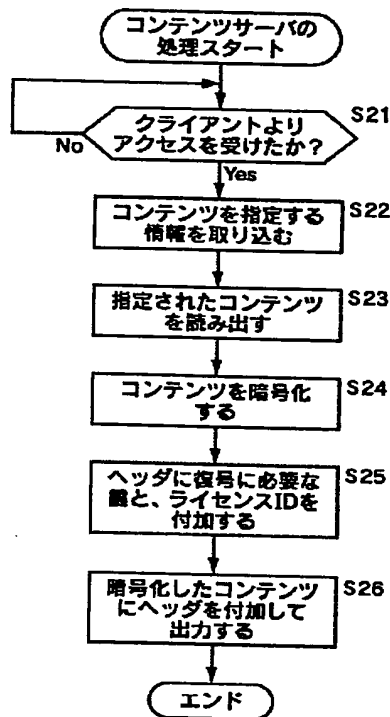 コンテンツサーバの
処理スタート
S21
クライアントより
アクセスを受けたか？
No
Yes
S22
コンテンツを指定する
情報を取り込む
S23
指定されたコンテンツ
を読み出す
S24
コンテンツを暗号化
する
S25
ヘッダに復号に必要な
鍵と、ライセンスIDを
付加する
S26
暗号化したコンテンツ
にヘッダを付加して
出力する
エンド